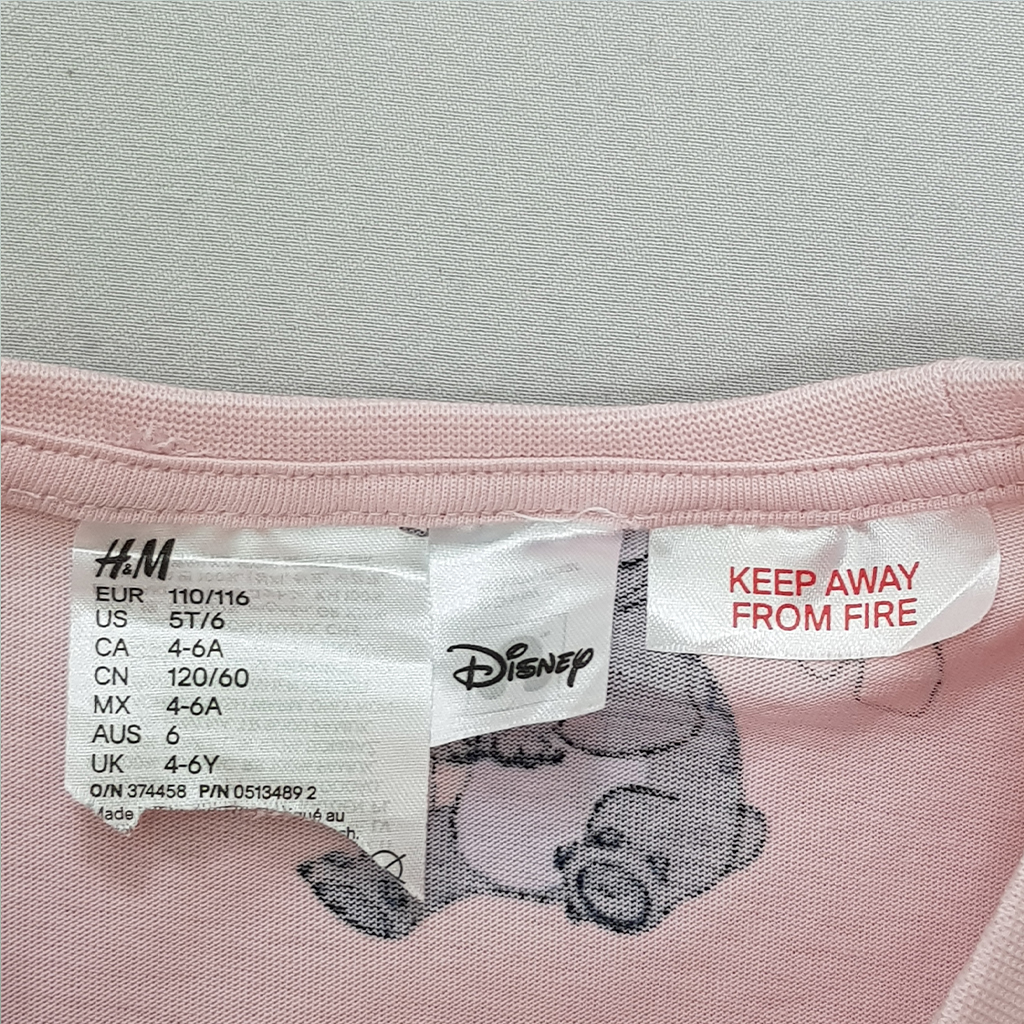 H&M
EUR 110/116
US 5T/6
CA 4-6A
CN 120/60
MX 4-6A
AUS 6
UK 4-6Y
O/N 374458 P/N 0513489 2
Made
au
Disney
KEEP AWAY
FROM FIRE